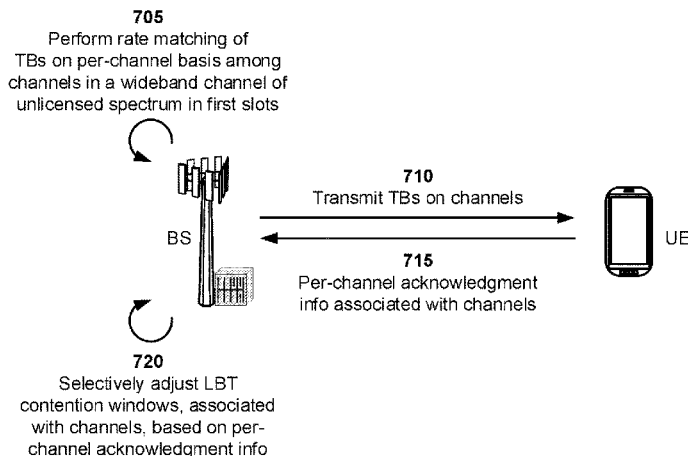 705
Perform rate matching of
TBs on per-channel basis among
channels in a wideband channel of
unlicensed spectrum in first slots
710
Transmit TBs on channels
BS
UE
715
Per-channel acknowledgment
info associated with channels
720
Selectively adjust LBT
contention windows, associated
with channels, based on per-
channel acknowledgment info